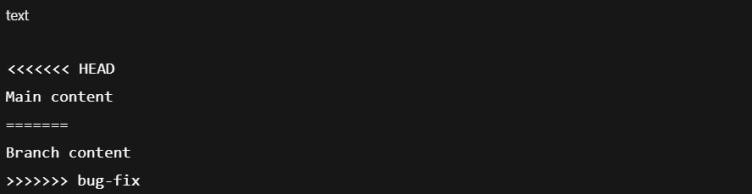 text
<<<<<<< HEAD
Main content
=======
Branch content
>>>>>>> bug-fix